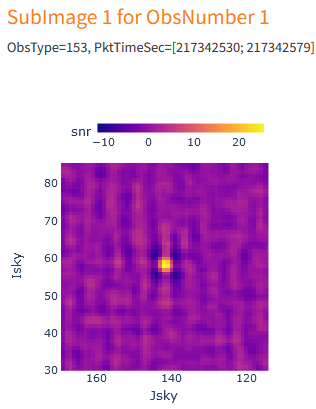 SubImage 1 for ObsNumber 1
ObsType=153, PktTimeSec=[217342530; 217342579]
snr
−10 0 10 20
80
70
60
50
40
30
Isky
160 140 120
Jsky